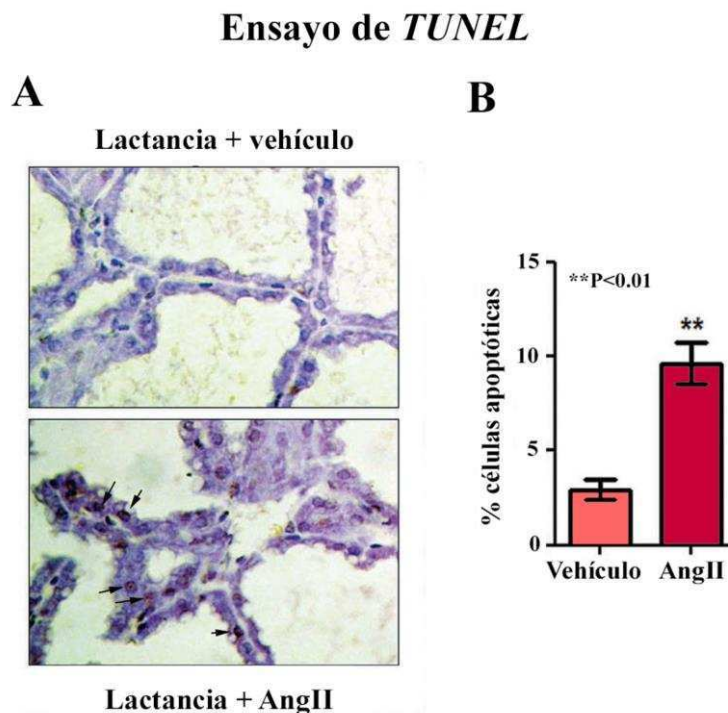 Ensayo de TUNEL
A
Lactancia + vehículo
Lactancia + AngII
B
% células apoptóticas
15
10
5
0
**P<0.01
**
Vehículo
AngII